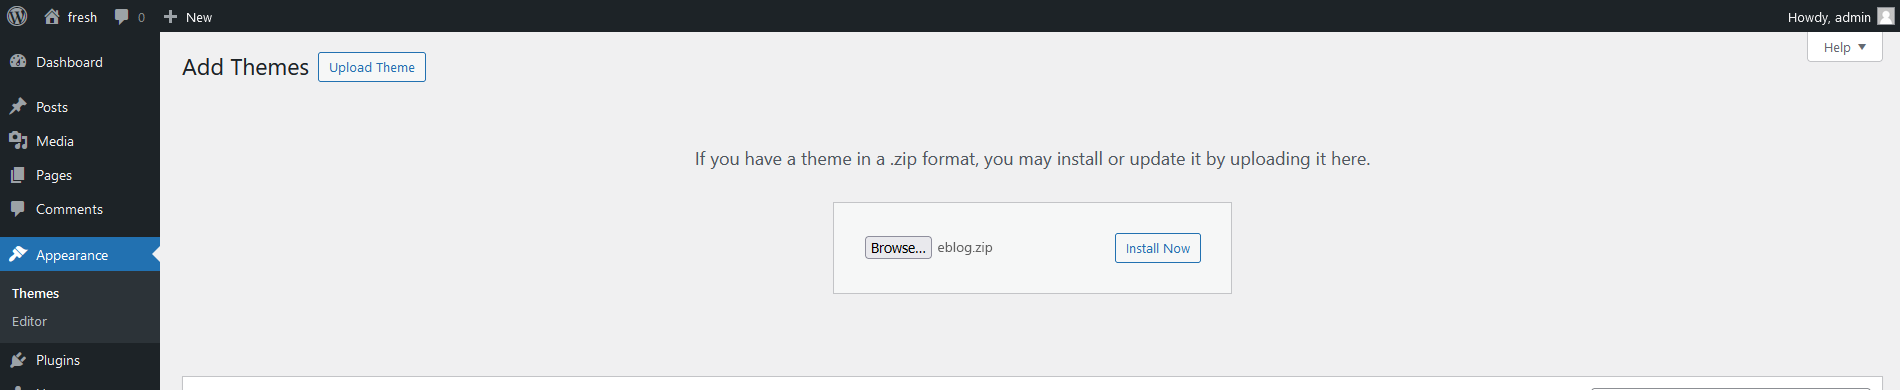 fresh 0 New Howdy, admin
Help
Dashboard
Posts
Media
Pages
Comments
Appearance
Themes
Editor
Plugins
Add Themes Upload Theme
If you have a theme in a .zip format, you may install or update it by uploading it here.
Browse... eblog.zip Install Now